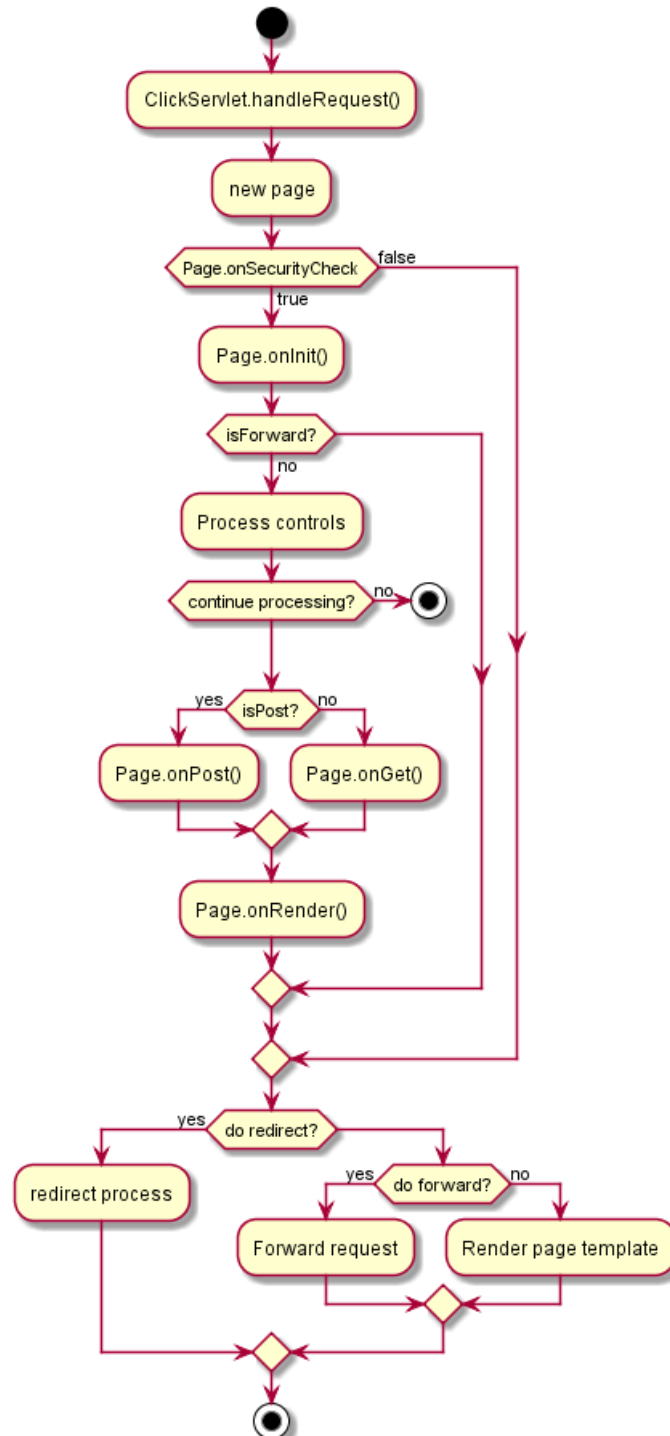 ClickServlet.handleRequest()
new page
Page.onSecurityCheck
false
true
Page.onInit()
isForward?
no
Process controls
continue processing?
no
yes
isPost?
no
Page.onPost()
Page.onGet()
Page.onRender()
yes
do redirect?
redirect process
yes
do forward?
no
Forward request
Render page template